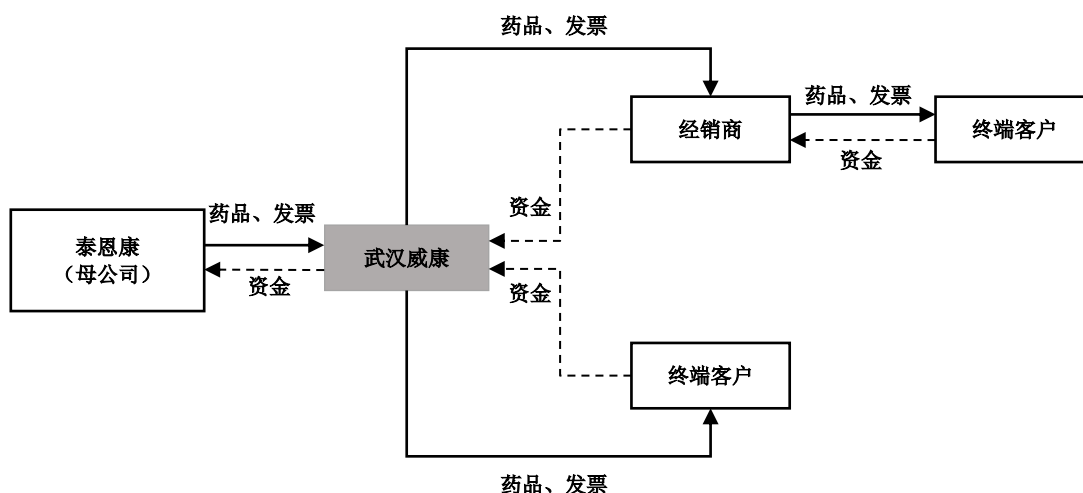 药品、发票
经销商
药品、发票
资金
终端客户
资金
泰恩康
（母公司）
药品、发票
资金
武汉威康
资金
终端客户
药品、发票